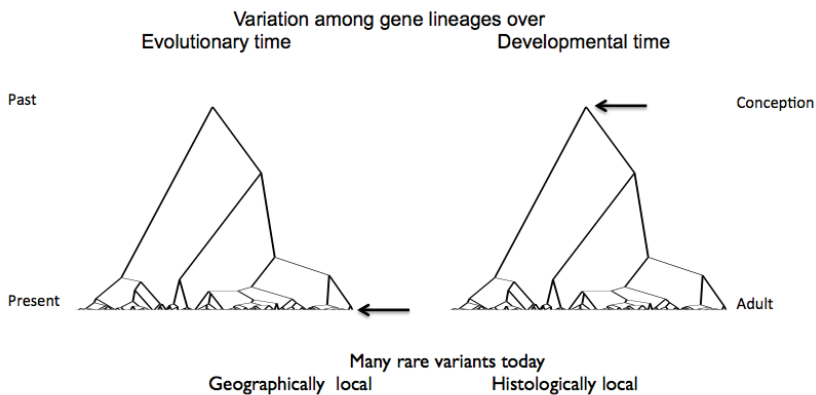 Variation among gene lineages over
Evolutionary time Developmental time
Past Conception
Present Adult
Many rare variants today
Geographically local Histologically local